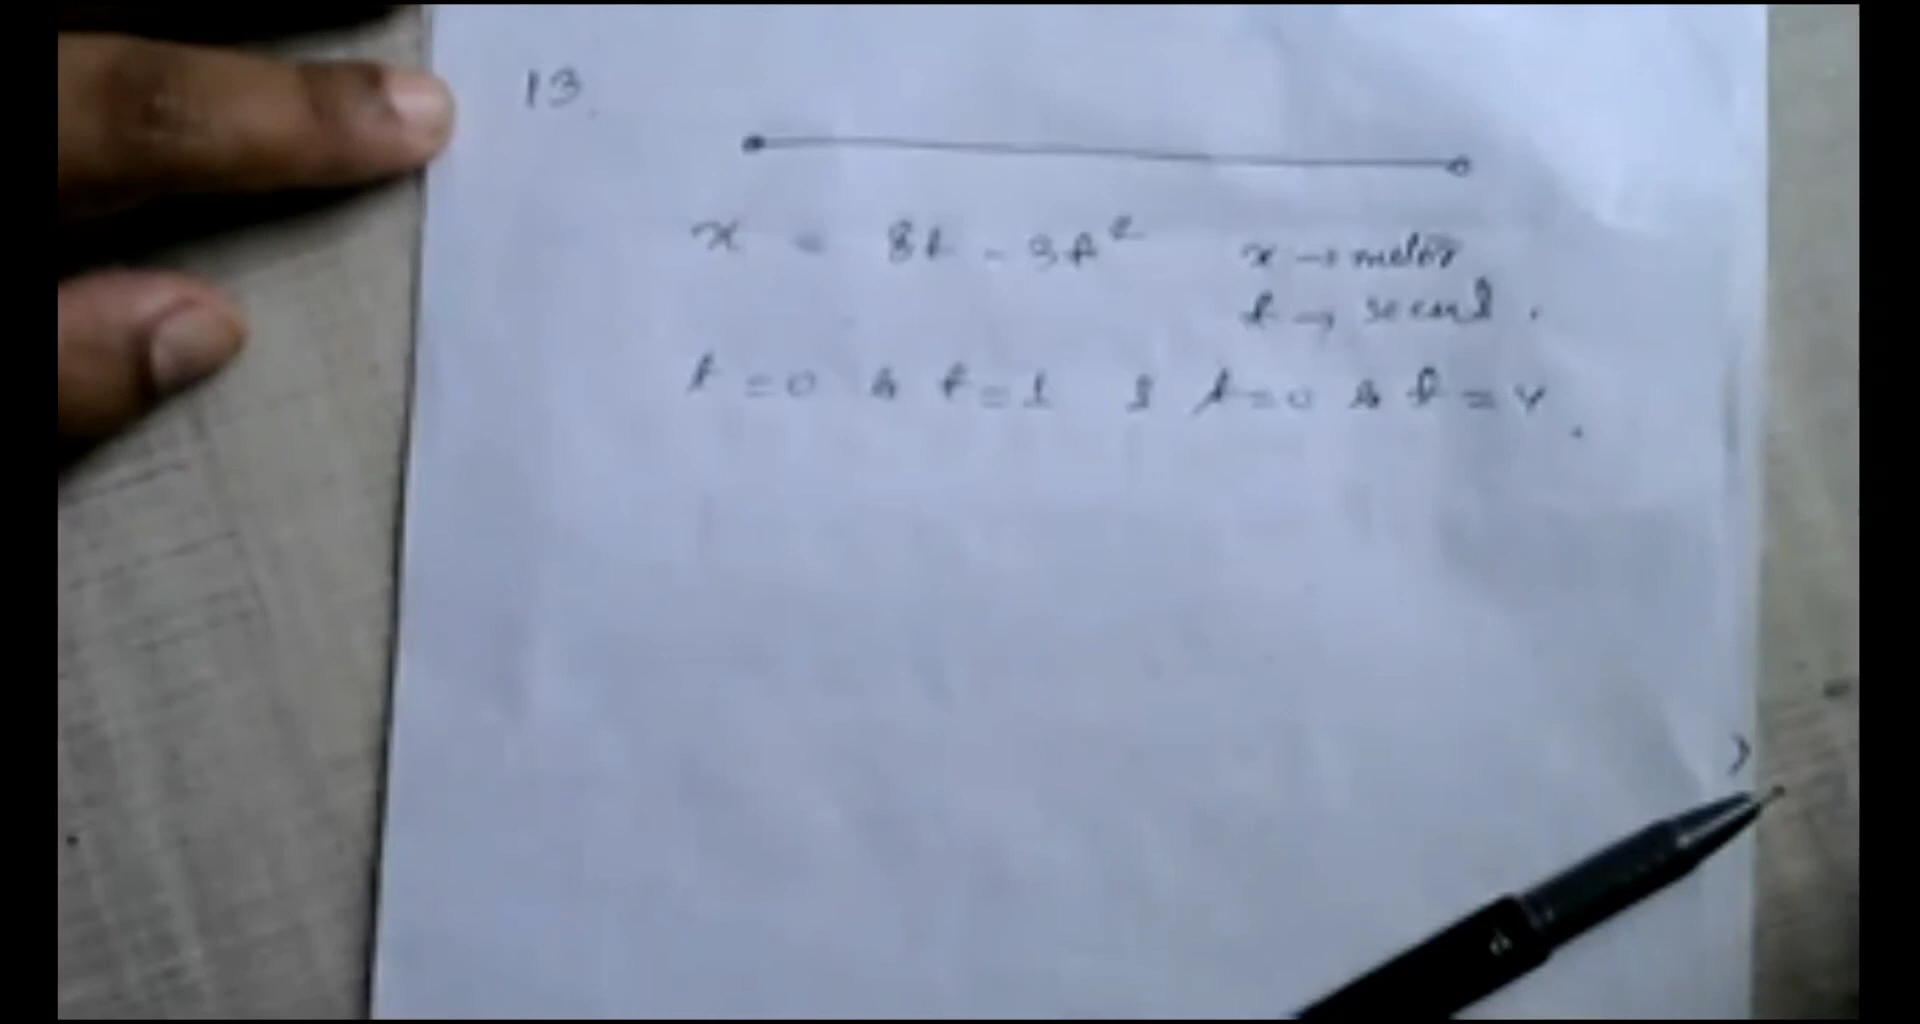 13.
x = 8t - 3t²
x → meter
t → second.
t = 0 & t = 1 & t = 0 & t = 4.